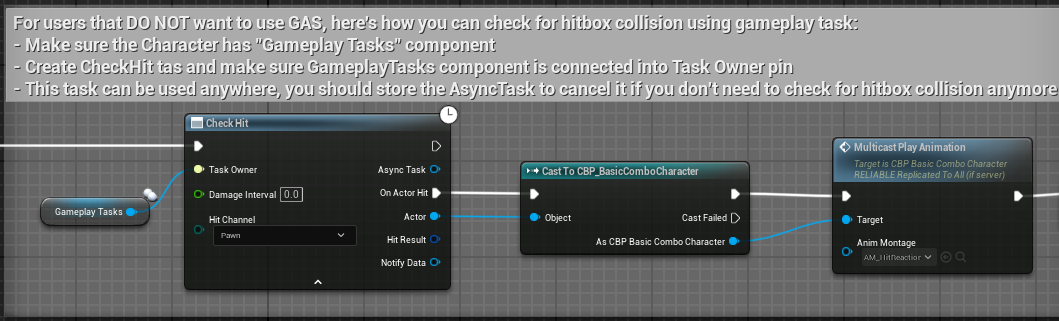 For users that DO NOT want to use GAS, here's how you can check for hitbox collision using gameplay task:
- Make sure the Character has "Gameplay Tasks" component
- Create CheckHit tas and make sure GameplayTasks component is connected into Task Owner pin
- This task can be used anywhere, you should store the AsyncTask to cancel it if you don't need to check for hitbox collision anymore
Check Hit
Task Owner
Async Task
Damage Interval 0.0
On Actor Hit
Hit Channel
Actor
Pawn
Hit Result
Notify Data
Gameplay Tasks
Cast To CBP_BasicComboCharacter
Object
Cast Failed
As CBP Basic Combo Character
Multicast Play Animation
Target is CBP Basic Combo Character
RELIABLE Replicated To All (if server)
Target
Anim Montage
AM_HitReaction